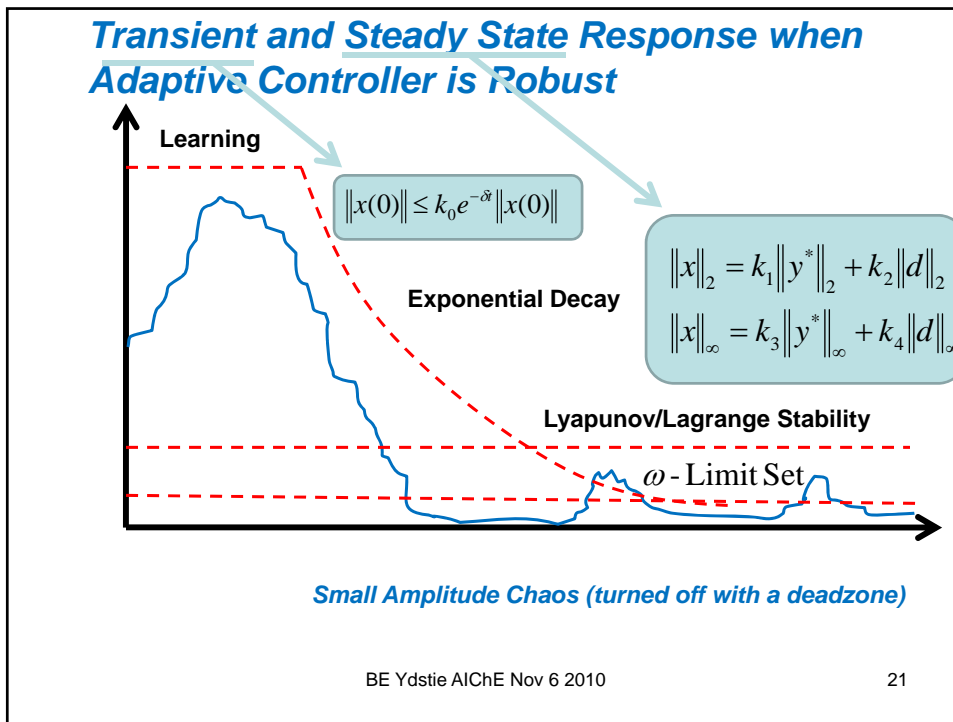 Transient and Steady State Response when
Adaptive Controller is Robust
Learning
‖x(0)‖ ≤ k₀e^{−δt}‖x(0)‖
‖x‖₂ = k₁‖y*‖₂ + k₂‖d‖₂
‖x‖∞ = k₃‖y*‖∞ + k₄‖d‖∞
Exponential Decay
Lyapunov/Lagrange Stability
ω - Limit Set
Small Amplitude Chaos (turned off with a deadzone)
BE Ydstie AIChE Nov 6 2010
21